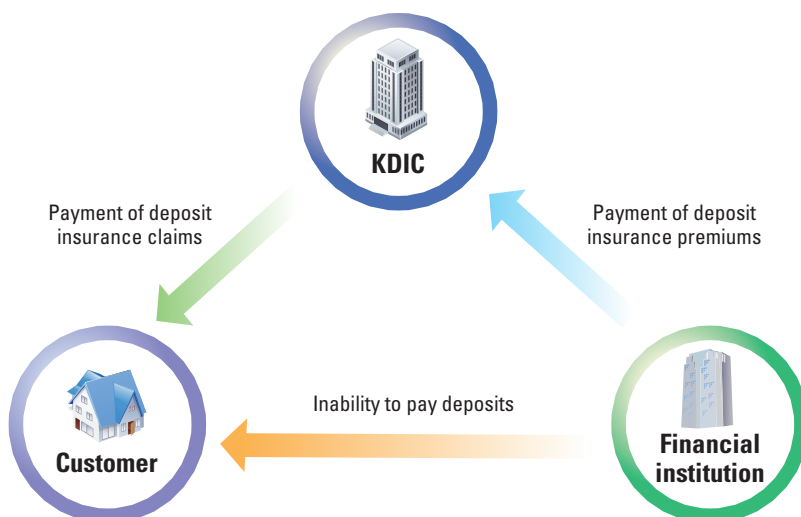 KDIC
Payment of deposit
insurance claims
Payment of deposit
insurance premiums
Inability to pay deposits
Customer
Financial
institution